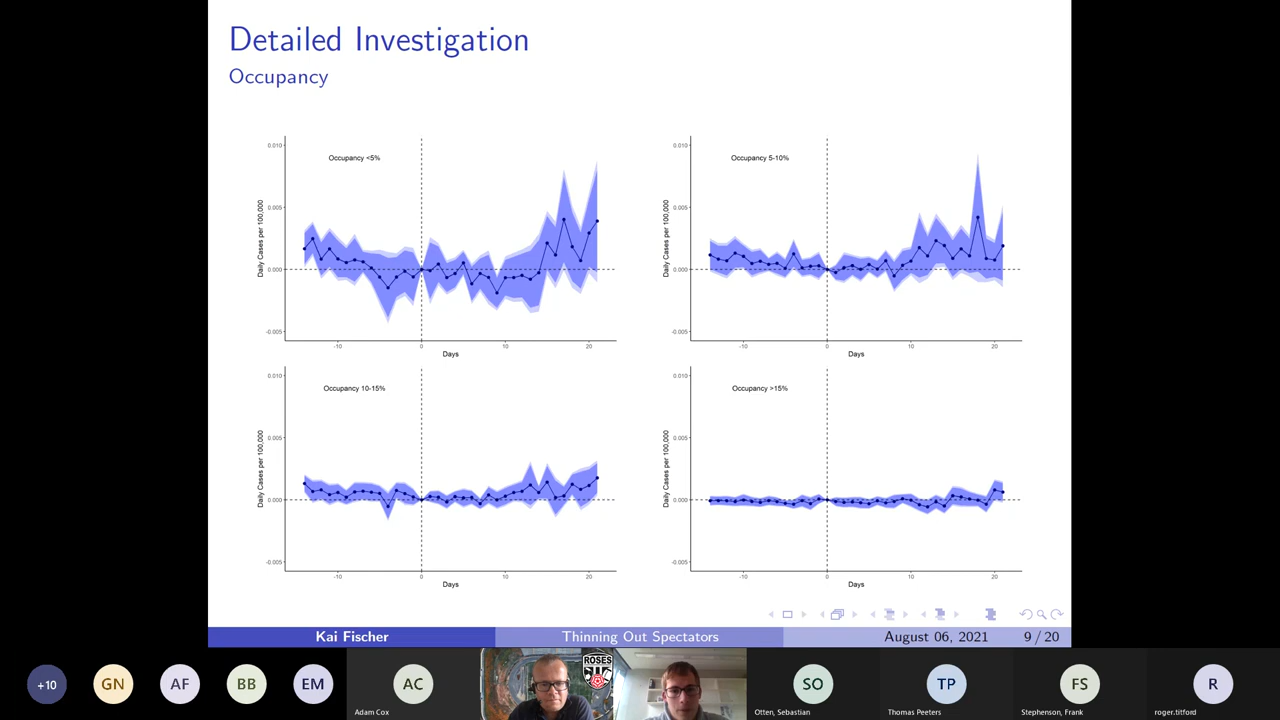 Detailed Investigation
Occupancy
Occupancy <5%
0.010
0.005
0.000
-0.005
Daily Cases per 100,000
-10
0
10
20
Days
Occupancy 5-10%
0.010
0.005
0.000
-0.005
Daily Cases per 100,000
-10
0
10
20
Days
Occupancy 10-15%
0.010
0.005
0.000
-0.005
Daily Cases per 100,000
-10
0
10
20
Days
Occupancy >15%
0.010
0.005
0.000
-0.005
Daily Cases per 100,000
-10
0
10
20
Days
Kai Fischer
Thinning Out Spectators
August 06, 2021
9 / 20
+10
GN
AF
BB
EM
AC
Adam Cox
ROSES
SO
Otten, Sebastian
TP
Thomas Peeters
FS
Stephenson, Frank
R
roger.titford